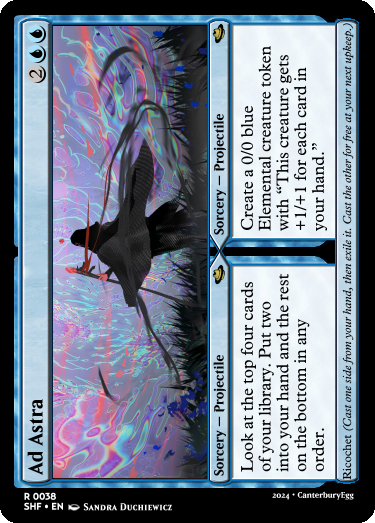 Ad Astra
2
Sorcery — Projectile
Look at the top four cards
of your library. Put two
into your hand and the rest
on the bottom in any
order.
Sorcery — Projectile
Create a 0/0 blue
Elemental creature token
with “This creature gets
+1/+1 for each card in
your hand.”
Ricochet (Cast one side from your hand, then exile it. Cast the other for free at your next upkeep.)
R 0038
SHF • EN Sandra Duchiewicz
2024 • CanterburyEgg